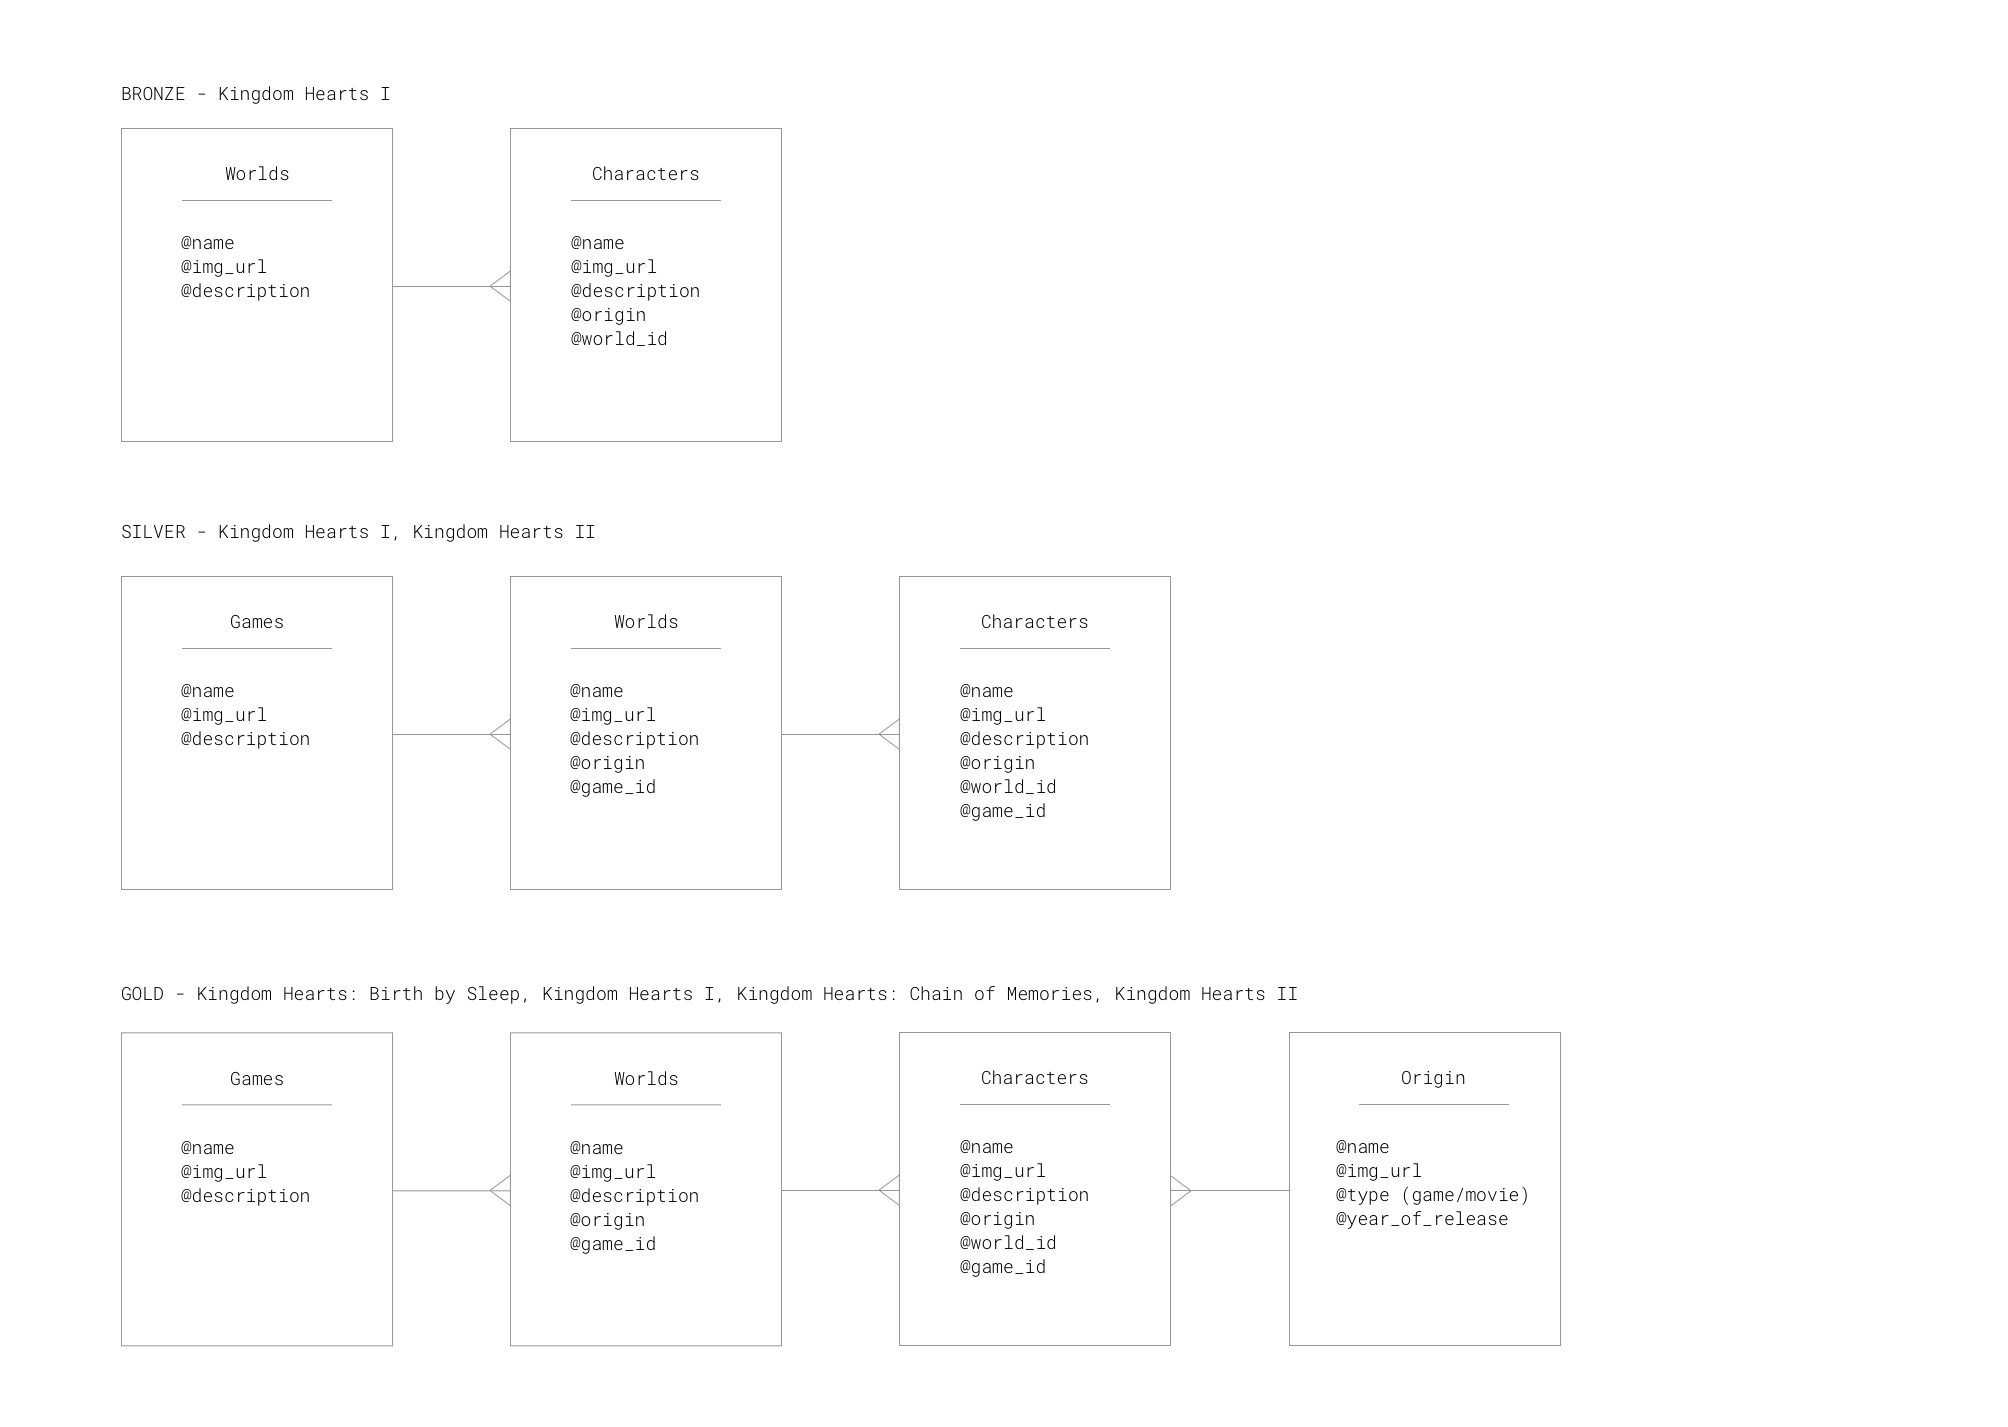 BRONZE - Kingdom Hearts I
Worlds
@name
@img_url
@description
Characters
@name
@img_url
@description
@origin
@world_id
SILVER - Kingdom Hearts I, Kingdom Hearts II
Games
@name
@img_url
@description
Worlds
@name
@img_url
@description
@origin
@game_id
Characters
@name
@img_url
@description
@origin
@world_id
@game_id
GOLD - Kingdom Hearts: Birth by Sleep, Kingdom Hearts I, Kingdom Hearts: Chain of Memories, Kingdom Hearts II
Games
@name
@img_url
@description
Worlds
@name
@img_url
@description
@origin
@game_id
Characters
@name
@img_url
@description
@origin
@world_id
@game_id
Origin
@name
@img_url
@type (game/movie)
@year_of_release